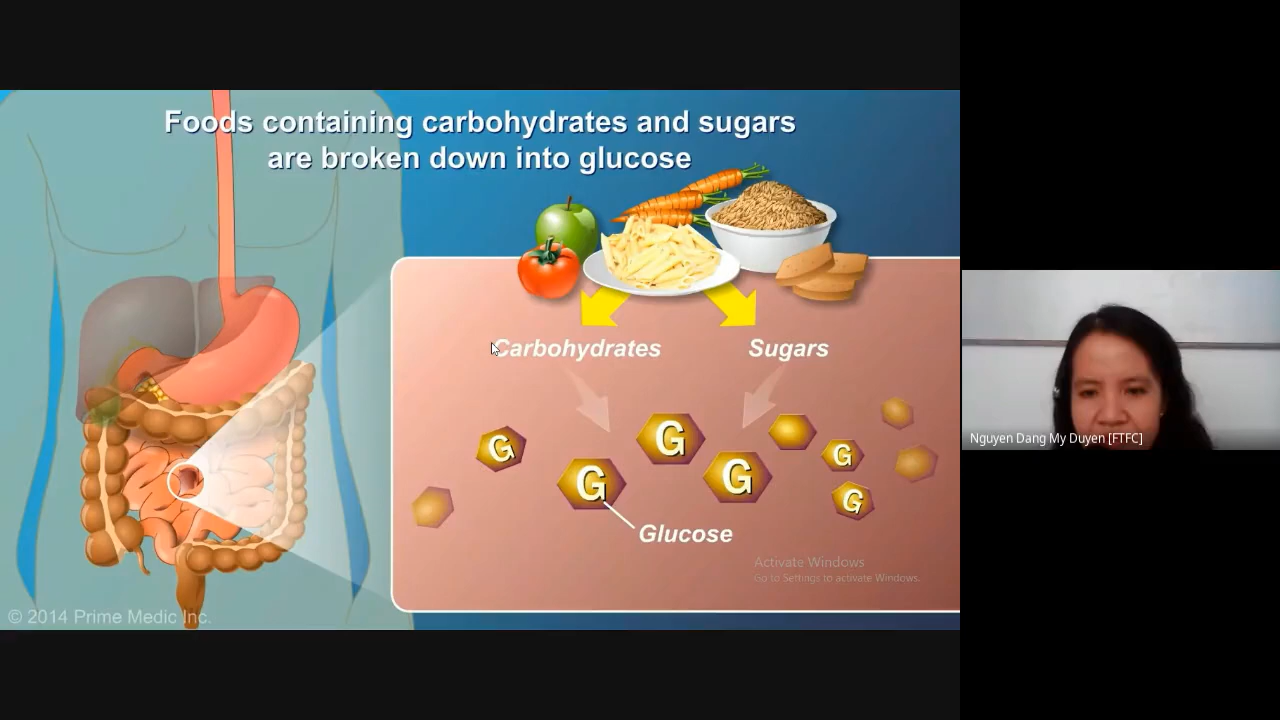 Foods containing carbohydrates and sugars
are broken down into glucose
Carbohydrates
Sugars
G
G
G
G
G
G
Glucose
Activate Windows
Go to Settings to activate Windows.
© 2014 Prime Medic Inc.
Nguyen Dang My Duyen [FTFC]